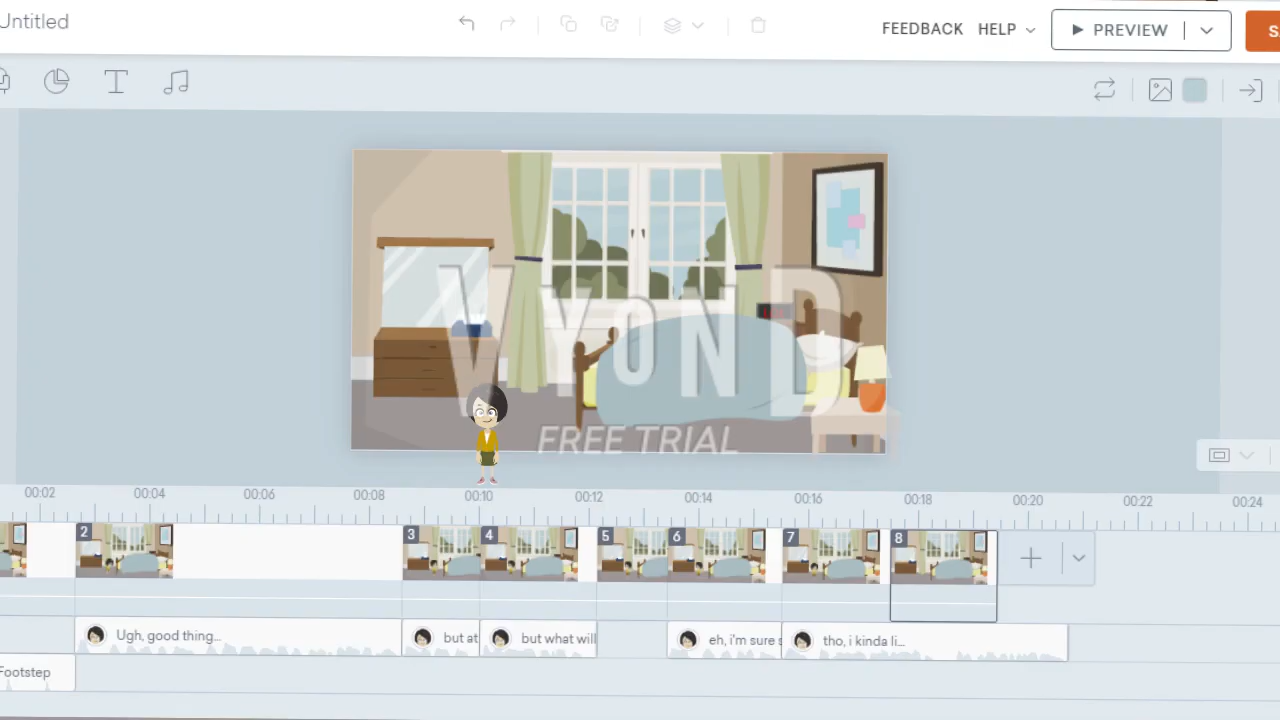 Untitled
FEEDBACK HELP PREVIEW
VYOND
FREE TRIAL
00:02 00:04 00:06 00:08 00:10 00:12 00:14 00:16 00:18 00:20 00:22 00:24
2 3 4 5 6 7 8
Ugh, good thing... but at but what will eh, i'm sure tho, i kinda li...
Footstep